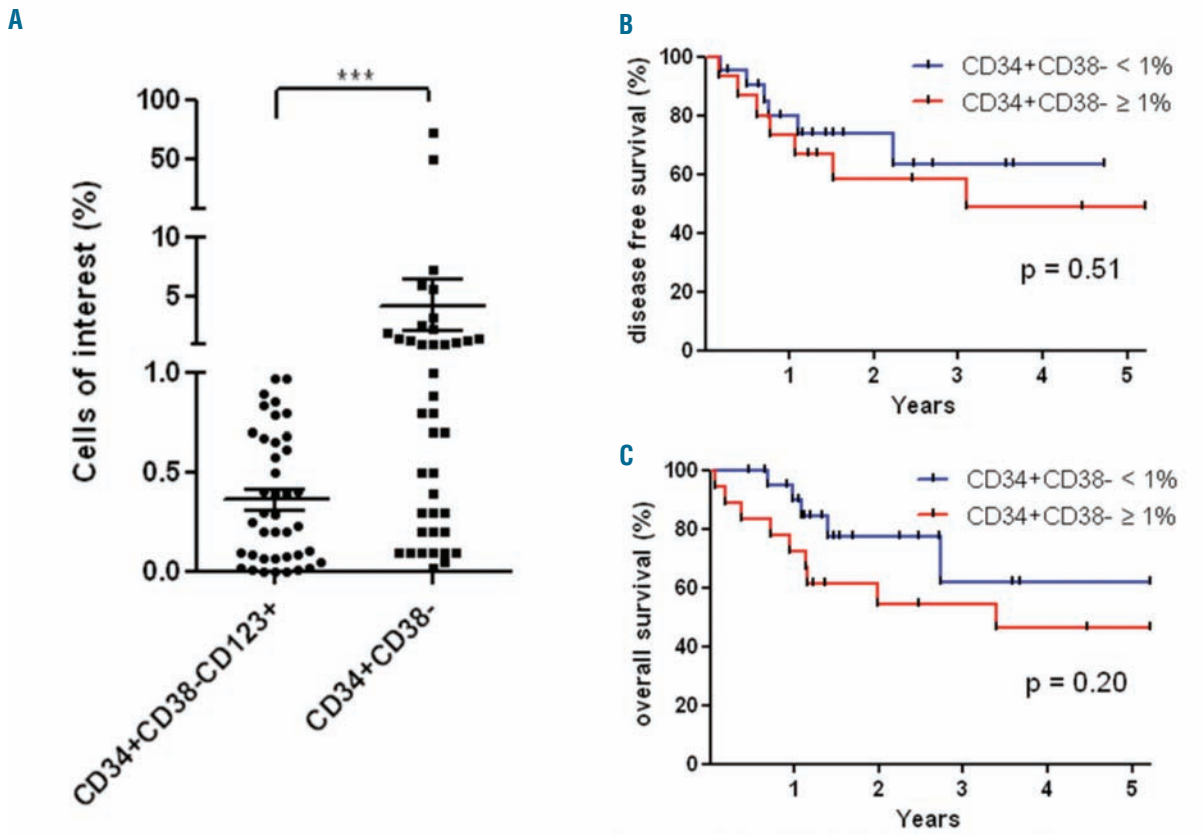 A
***
Cells of interest (%)
100
50
10
5
1.0
0.5
0.0
CD34+CD38-CD123+
CD34+CD38-
B
disease free survival (%)
100
80
60
40
20
0
CD34+CD38- < 1%
CD34+CD38- ≥ 1%
p = 0.51
1 2 3 4 5
Years
C
overall survival (%)
100
80
60
40
20
0
CD34+CD38- < 1%
CD34+CD38- ≥ 1%
p = 0.20
1 2 3 4 5
Years